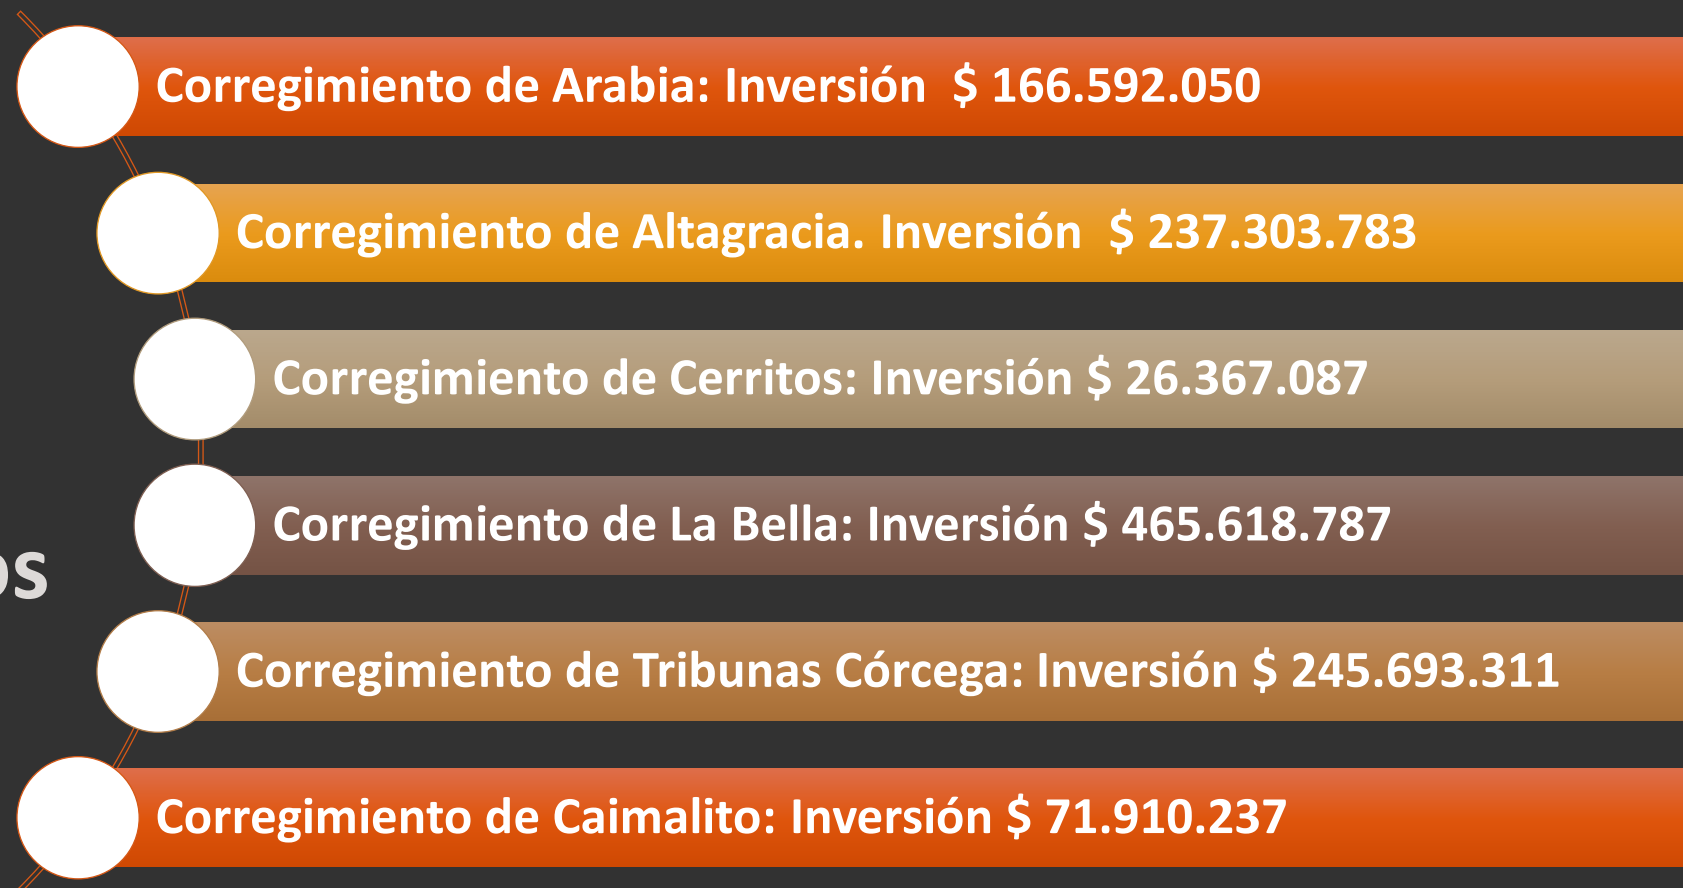 Corregimiento de Arabia: Inversión  $ 166.592.050
Corregimiento de Altagracia. Inversión  $ 237.303.783
Corregimiento de Cerritos: Inversión $ 26.367.087
Corregimiento de La Bella: Inversión $ 465.618.787
Corregimiento de Tribunas Córcega: Inversión $ 245.693.311
Corregimiento de Caimalito: Inversión $ 71.910.237